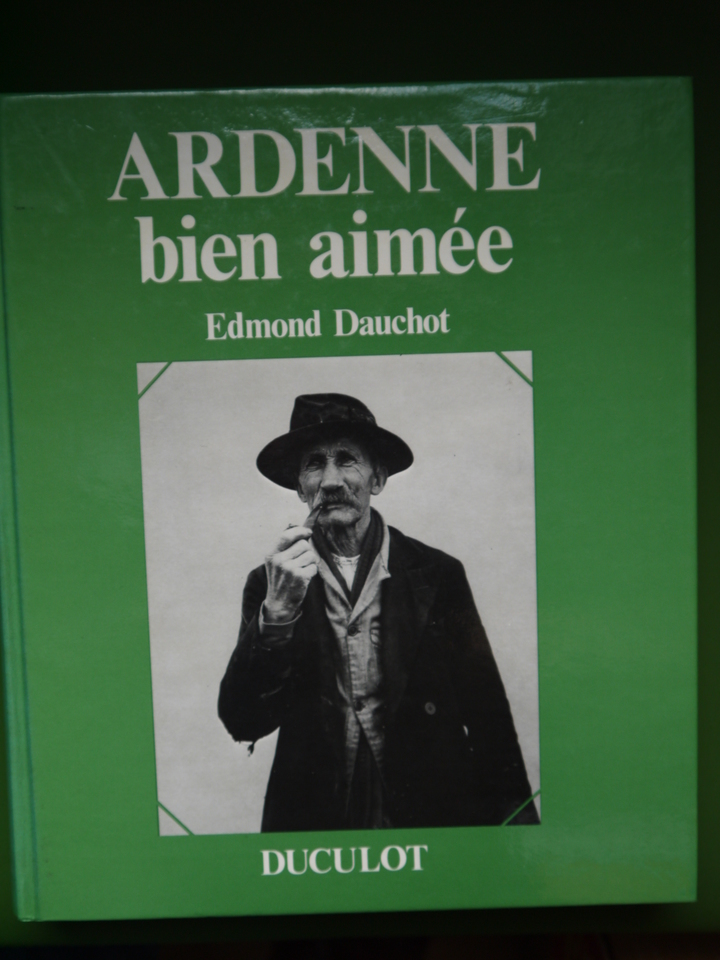 ARDENNE
bien aimée
Edmond Dauchot
DUCULOT